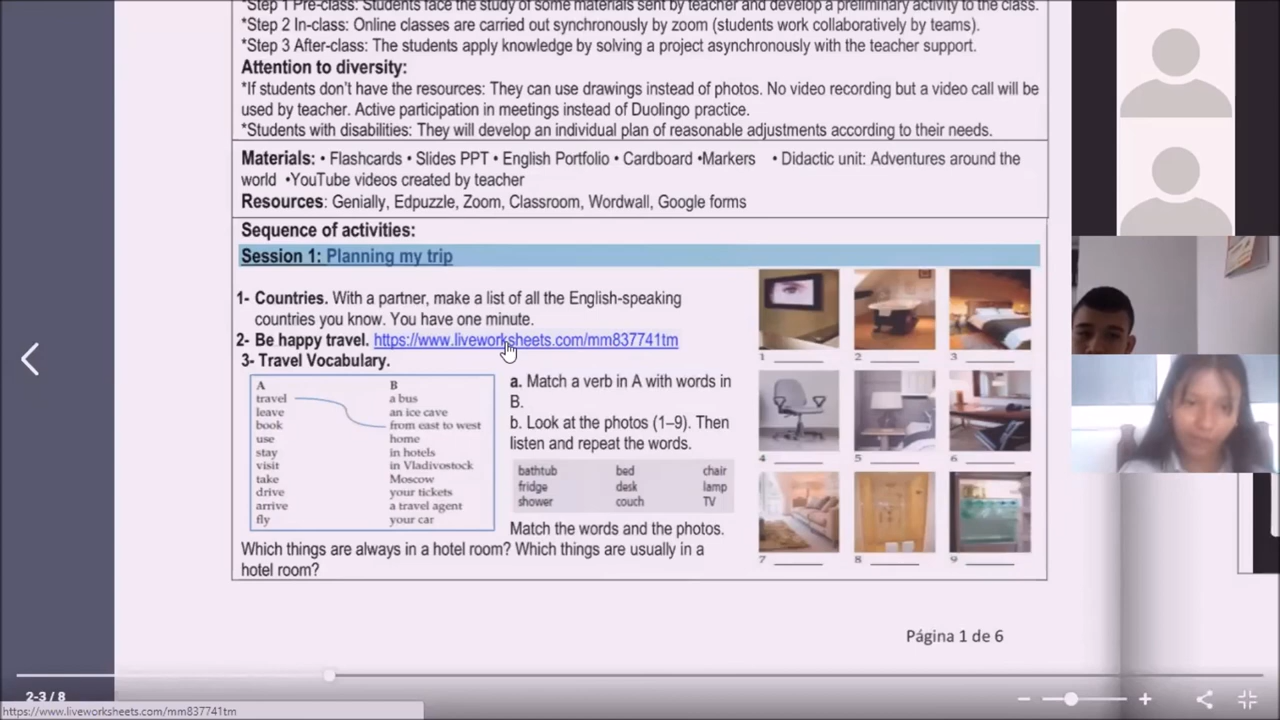 *Step 1 Pre-class: Students face the study of some materials sent by teacher and develop a preliminary activity to the class.
*Step 2 In-class: Online classes are carried out synchronously by zoom (students work collaboratively by teams).
*Step 3 After-class: The students apply knowledge by solving a project asynchronously with the teacher support.
Attention to diversity:
*If students don't have the resources: They can use drawings instead of photos. No video recording but a video call will be
used by teacher. Active participation in meetings instead of Duolingo practice.
*Students with disabilities: They will develop an individual plan of reasonable adjustments according to their needs.
Materials: • Flashcards • Slides PPT • English Portfolio • Cardboard •Markers • Didactic unit: Adventures around the
world •YouTube videos created by teacher
Resources: Genially, Edpuzzle, Zoom, Classroom, Wordwall, Google forms
Sequence of activities:
Session 1: Planning my trip
1- Countries. With a partner, make a list of all the English-speaking
countries you know. You have one minute.
2- Be happy travel. https://www.liveworksheets.com/mm837741tm
3- Travel Vocabulary.
A B
travel a bus
leave an ice cave
book from east to west
use home
stay in hotels
visit in Vladivostock
take Moscow
drive your tickets
arrive a travel agent
fly your car
a. Match a verb in A with words in
B.
b. Look at the photos (1–9). Then
listen and repeat the words.
bathtub bed chair
fridge desk lamp
shower couch TV
Match the words and the photos.
1 2 3
4 5 6
7 8 9
Which things are always in a hotel room? Which things are usually in a
hotel room?
Página 1 de 6
2-3 / 8
https://www.liveworksheets.com/mm837741tm